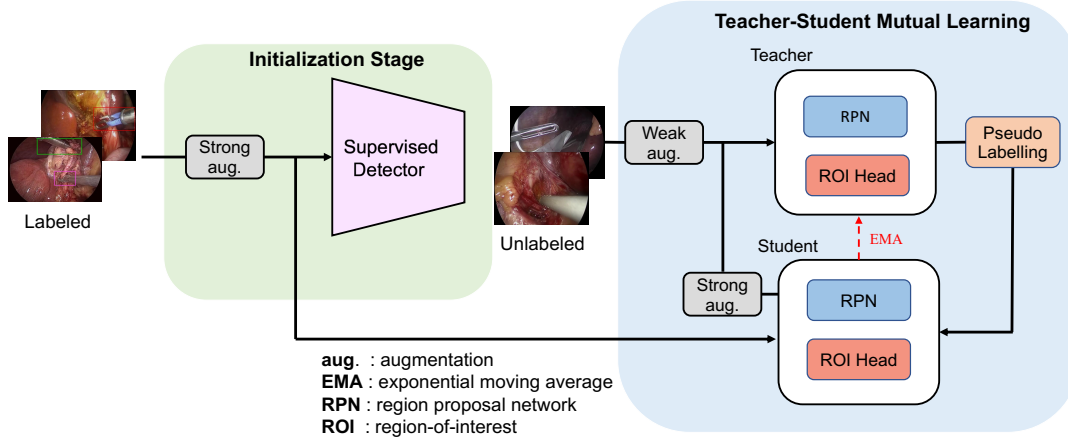 Teacher-Student Mutual Learning
Initialization Stage
Teacher
Strong
aug.
Supervised
Detector
Weak
aug.
RPN
ROI Head
Pseudo
Labelling
Labeled
Unlabeled
EMA
Student
Strong
aug.
RPN
ROI Head
aug. : augmentation
EMA : exponential moving average
RPN : region proposal network
ROI : region-of-interest